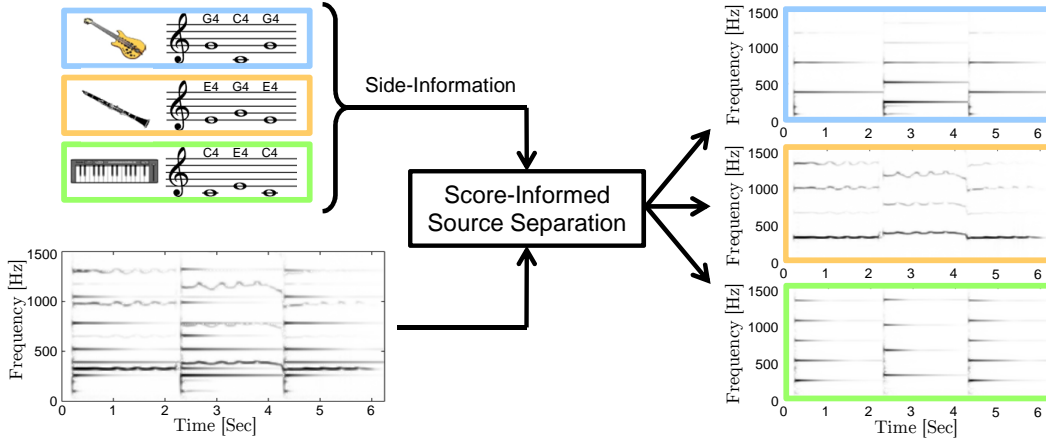 G4 C4 G4
E4 G4 E4
C4 E4 C4
Side-Information
Score-Informed
Source Separation
1500
1000
500
0
Frequency [Hz]
0 1 2 3 4 5 6
Time [Sec]
1500
1000
500
0
Frequency [Hz]
0 1 2 3 4 5 6
1500
1000
500
0
Frequency [Hz]
0 1 2 3 4 5 6
1500
1000
500
0
Frequency [Hz]
0 1 2 3 4 5 6
Time [Sec]